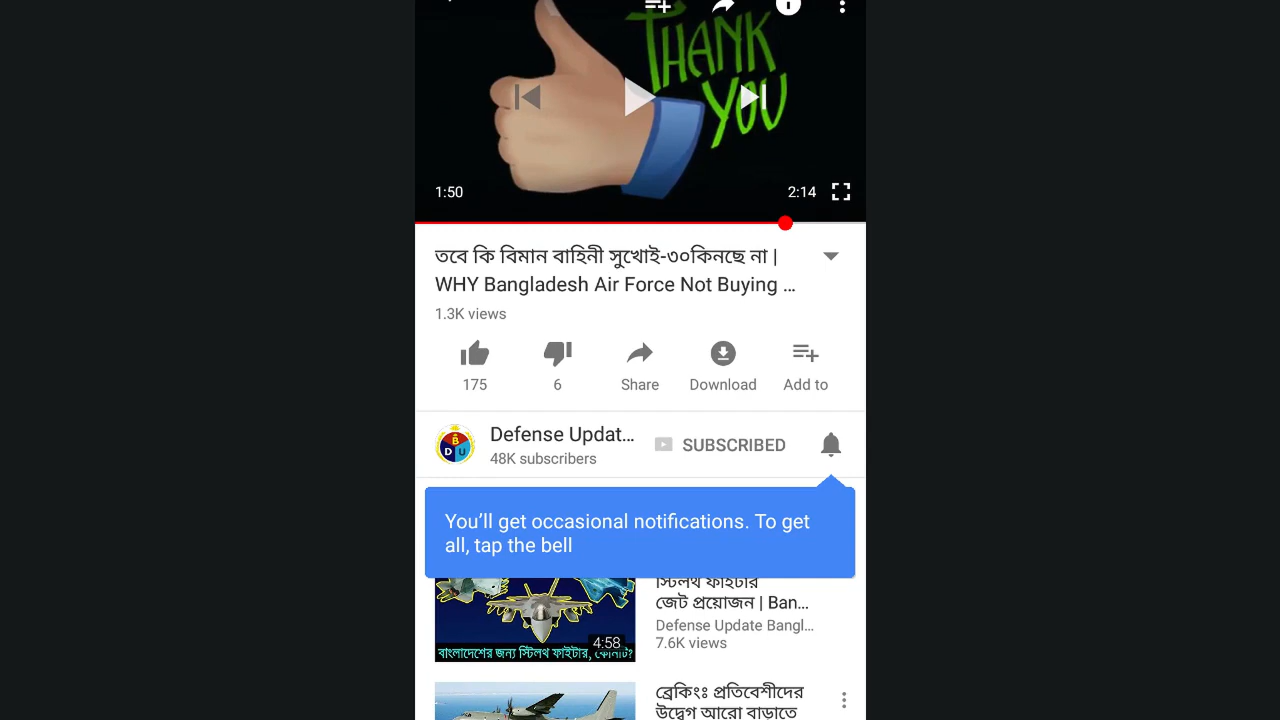 THANK
YOU
1:50
2:14
তবে কি বিমান বাহিনী সুখোই-৩০কিনছে না |
WHY Bangladesh Air Force Not Buying ...
1.3K views
175
6
Share
Download
Add to
B
D U
Defense Updat...
48K subscribers
SUBSCRIBED
You’ll get occasional notifications. To get
all, tap the bell
স্টিলথ ফাইটার
জেট প্রয়োজন | Ban...
Defense Update Bangl...
7.6K views
4:58
বাংলাদেশের জন্য স্টিলথ ফাইটার, কোনটি?
ব্রেকিংঃ প্রতিবেশীদের
উদ্বেগ আরো বাড়াতে